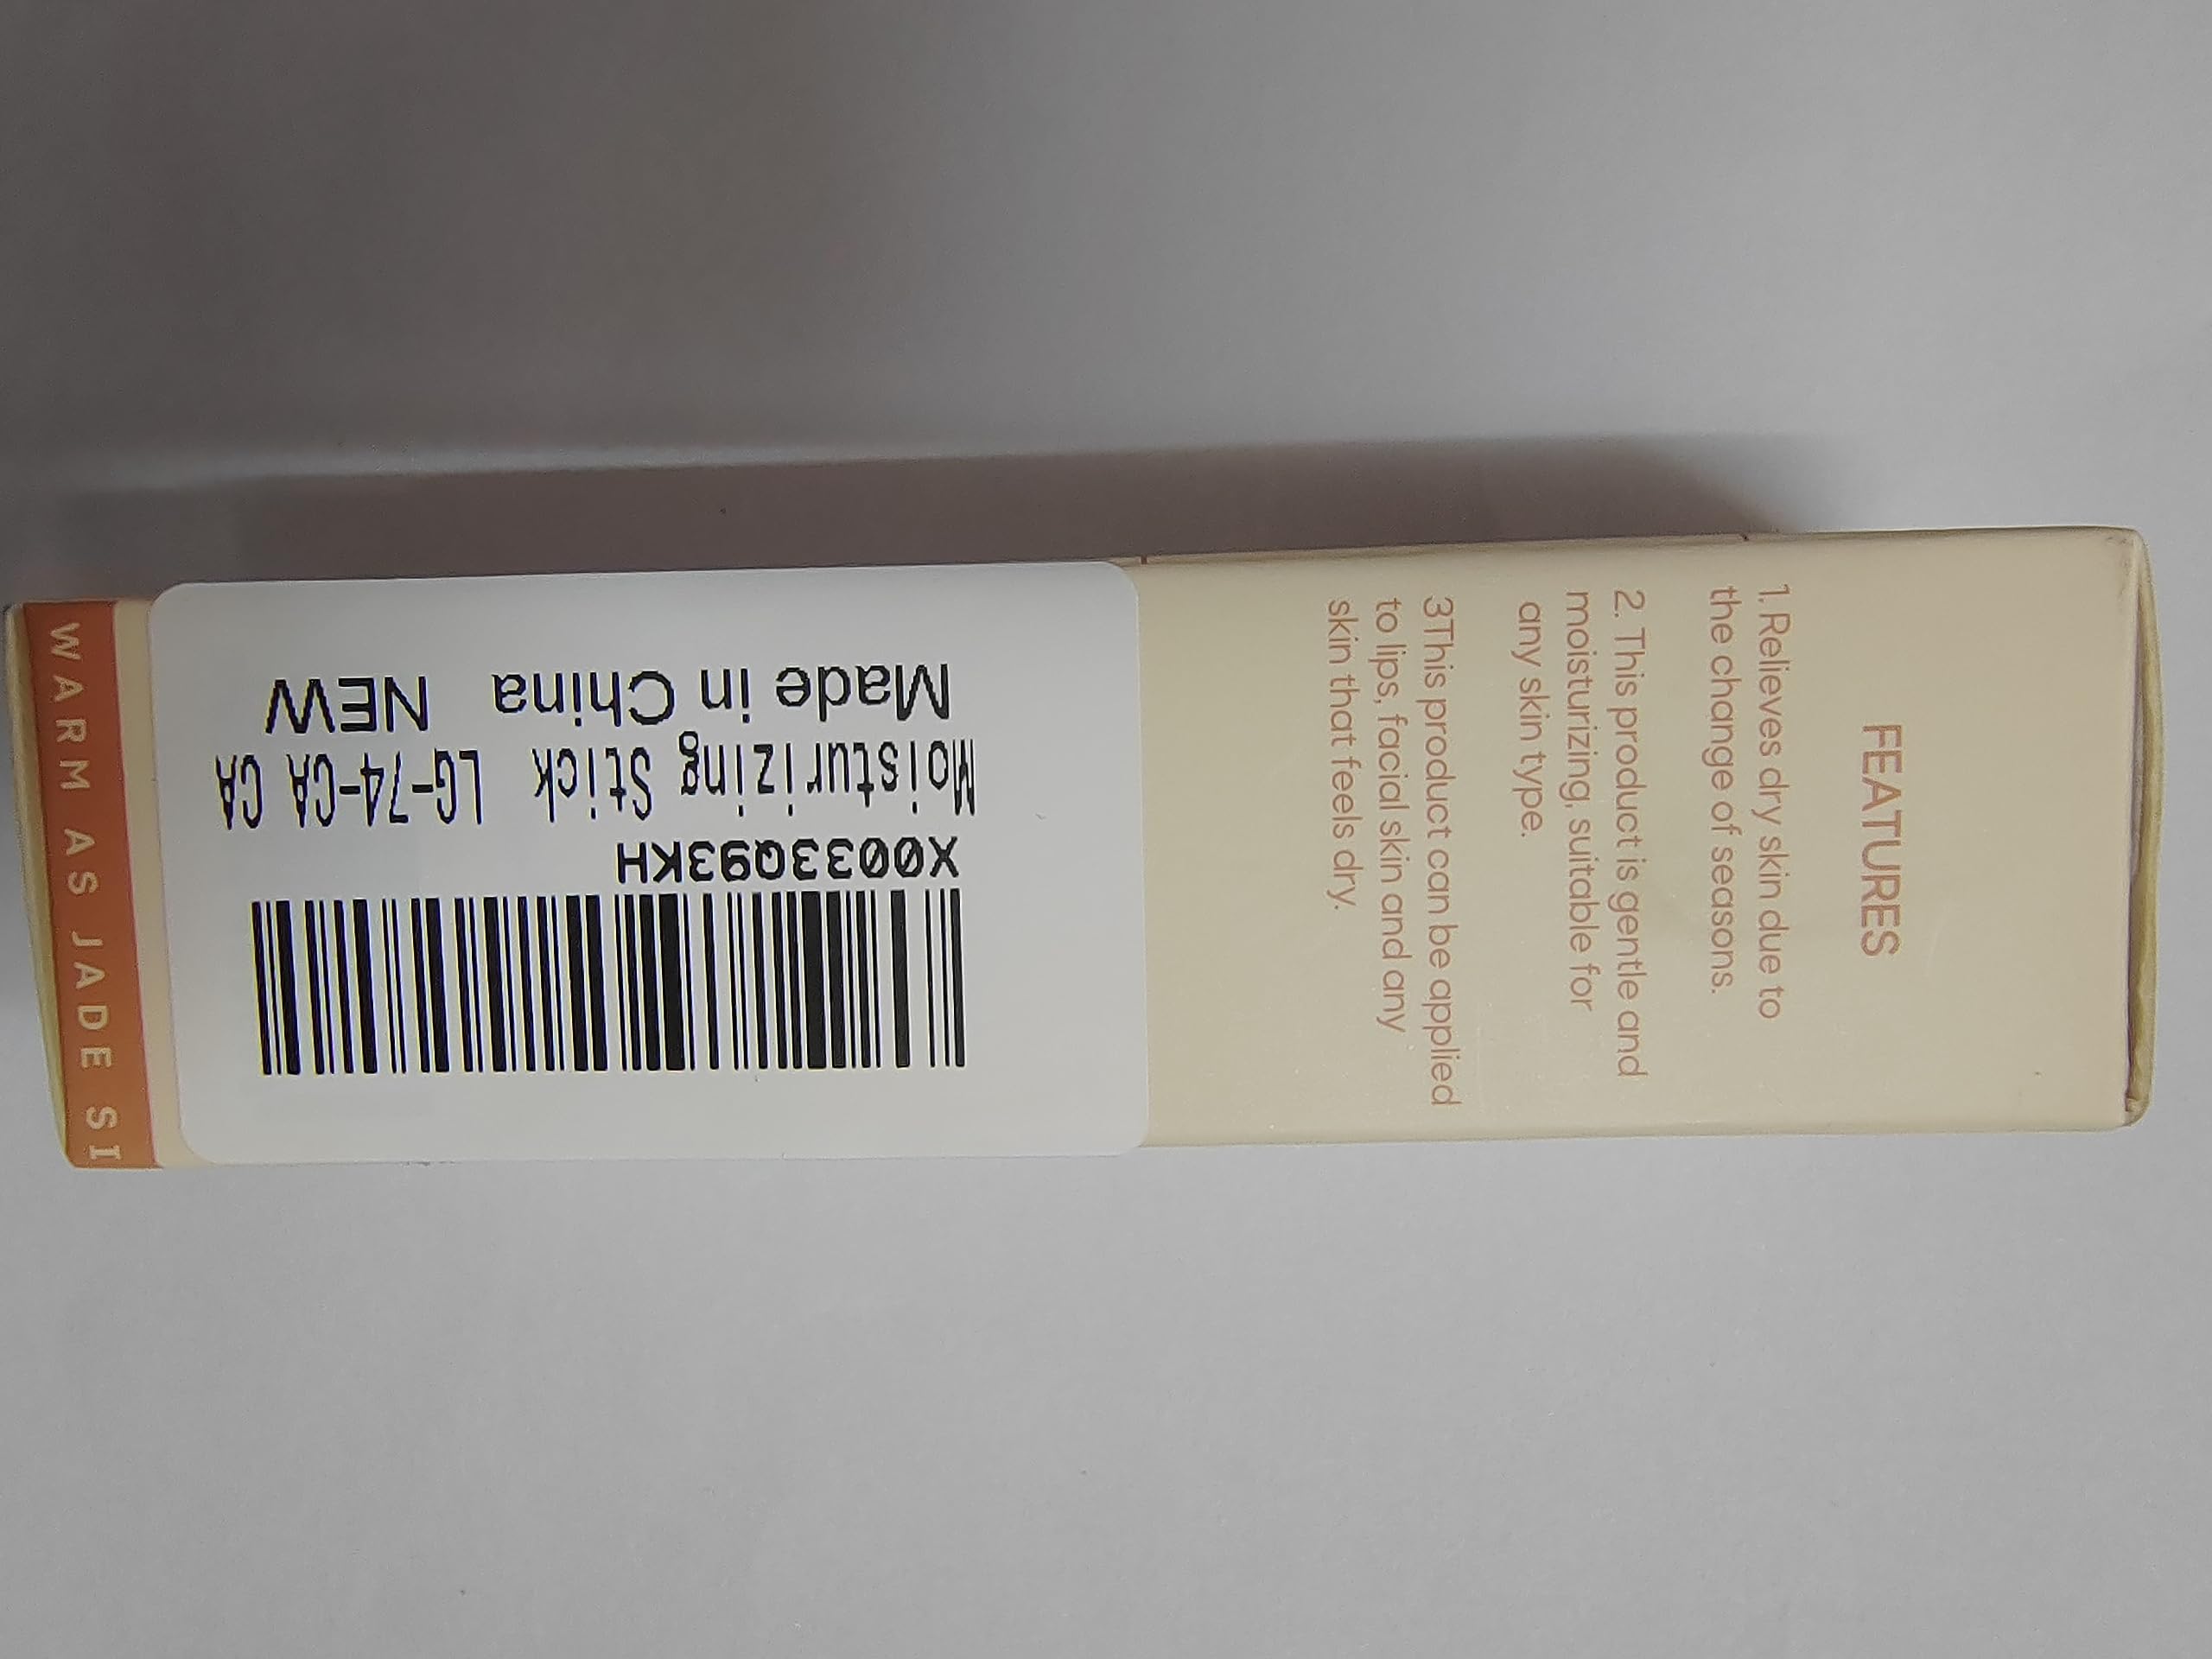 FEATURES
1. Relieves dry skin due to
the change of seasons.
2. This product is gentle and
moisturizing, suitable for
any skin type.
3This product can be applied
to lips, facial skin and any
skin that feels dry.
X0033Q93KH
Moisturizing Stick LG-74-CA CA
Made in China NEW
WARM AS JADE SI